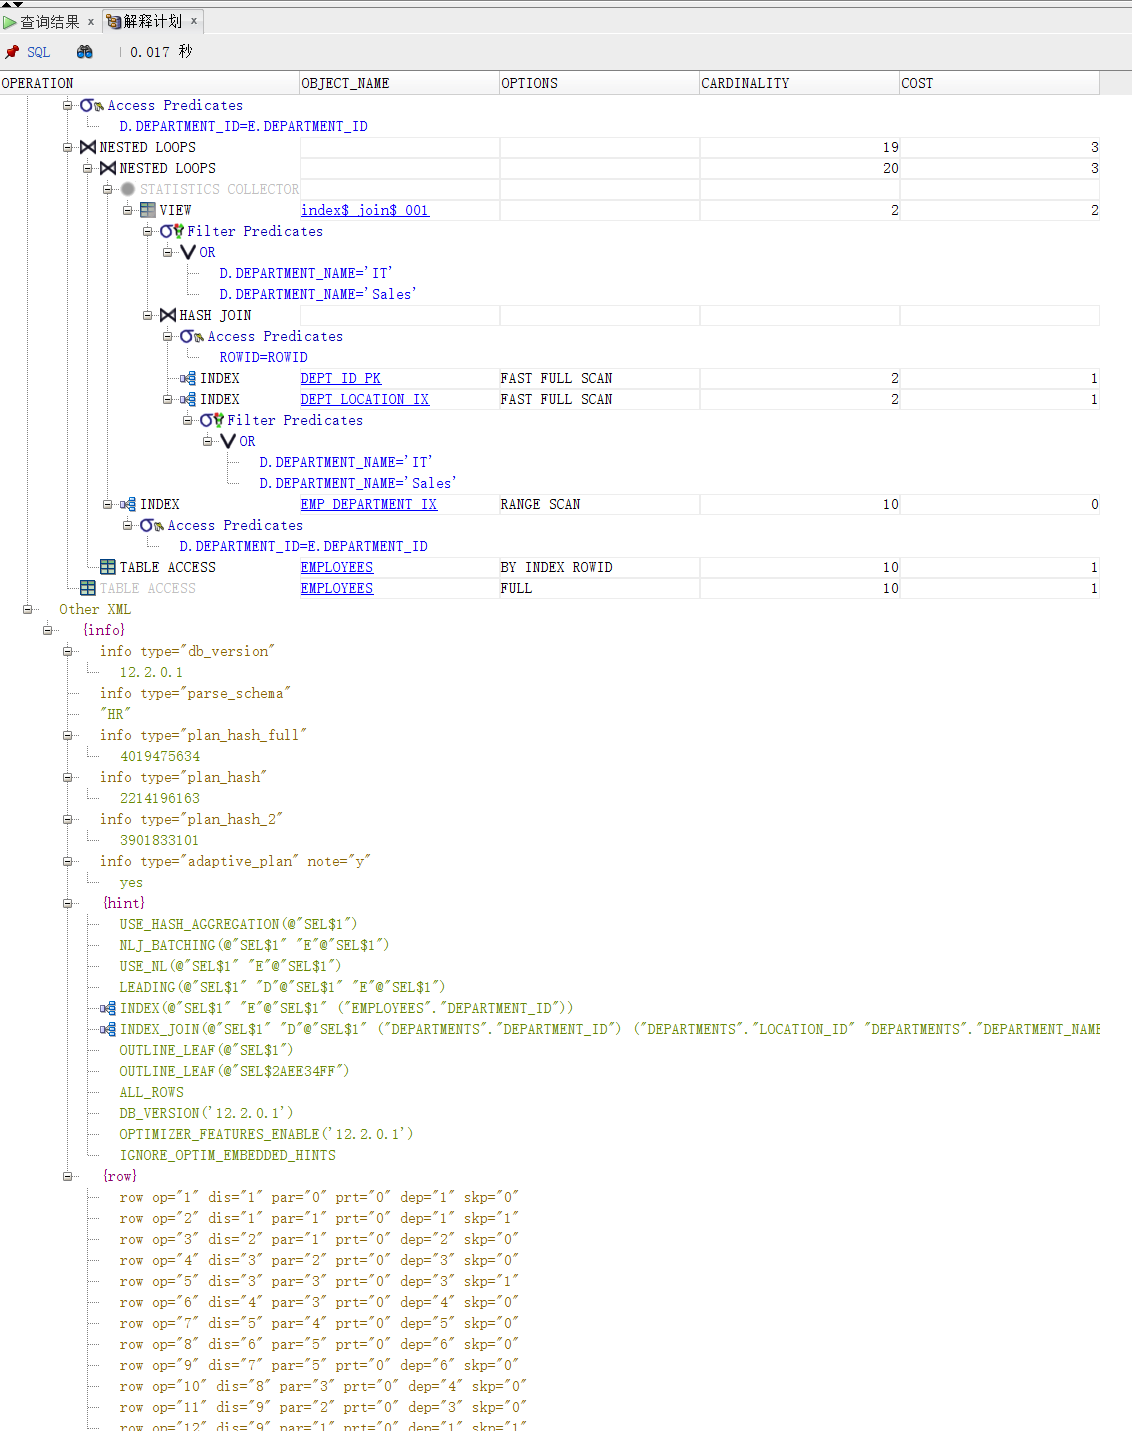 查询结果 x 解释计划 x
SQL | 0.017 秒
OPERATION OBJECT_NAME OPTIONS CARDINALITY COST
Access Predicates
D.DEPARTMENT_ID=E.DEPARTMENT_ID
NESTED LOOPS 19 3
NESTED LOOPS 20 3
STATISTICS COLLECTOR
VIEW index$_join$_001 2 2
Filter Predicates
OR
D.DEPARTMENT_NAME='IT'
D.DEPARTMENT_NAME='Sales'
HASH JOIN
Access Predicates
ROWID=ROWID
INDEX DEPT_ID_PK FAST FULL SCAN 2 1
INDEX DEPT_LOCATION_IX FAST FULL SCAN 2 1
Filter Predicates
OR
D.DEPARTMENT_NAME='IT'
D.DEPARTMENT_NAME='Sales'
INDEX EMP_DEPARTMENT_IX RANGE SCAN 10 0
Access Predicates
D.DEPARTMENT_ID=E.DEPARTMENT_ID
TABLE ACCESS EMPLOYEES BY INDEX ROWID 10 1
TABLE ACCESS EMPLOYEES FULL 10 1
Other XML
{info}
info type="db_version"
12.2.0.1
info type="parse_schema"
"HR"
info type="plan_hash_full"
4019475634
info type="plan_hash"
2214196163
info type="plan_hash_2"
3901833101
info type="adaptive_plan" note="y"
yes
{hint}
USE_HASH_AGGREGATION(@"SEL$1")
NLJ_BATCHING(@"SEL$1" "E"@"SEL$1")
USE_NL(@"SEL$1" "E"@"SEL$1")
LEADING(@"SEL$1" "D"@"SEL$1" "E"@"SEL$1")
INDEX(@"SEL$1" "E"@"SEL$1" ("EMPLOYEES"."DEPARTMENT_ID"))
INDEX_JOIN(@"SEL$1" "D"@"SEL$1" ("DEPARTMENTS"."DEPARTMENT_ID") ("DEPARTMENTS"."LOCATION_ID" "DEPARTMENTS"."DEPARTMENT_NAME
OUTLINE_LEAF(@"SEL$1")
OUTLINE_LEAF(@"SEL$2AEE34FF")
ALL_ROWS
DB_VERSION('12.2.0.1')
OPTIMIZER_FEATURES_ENABLE('12.2.0.1')
IGNORE_OPTIM_EMBEDDED_HINTS
{row}
row op="1" dis="1" par="0" prt="0" dep="1" skp="0"
row op="2" dis="1" par="1" prt="0" dep="1" skp="1"
row op="3" dis="2" par="1" prt="0" dep="2" skp="0"
row op="4" dis="3" par="2" prt="0" dep="3" skp="0"
row op="5" dis="3" par="3" prt="0" dep="3" skp="1"
row op="6" dis="4" par="3" prt="0" dep="4" skp="0"
row op="7" dis="5" par="4" prt="0" dep="5" skp="0"
row op="8" dis="6" par="5" prt="0" dep="6" skp="0"
row op="9" dis="7" par="5" prt="0" dep="6" skp="0"
row op="10" dis="8" par="3" prt="0" dep="4" skp="0"
row op="11" dis="9" par="2" prt="0" dep="3" skp="0"
row op="12" dis="9" par="1" prt="0" dep="1" skp="1"